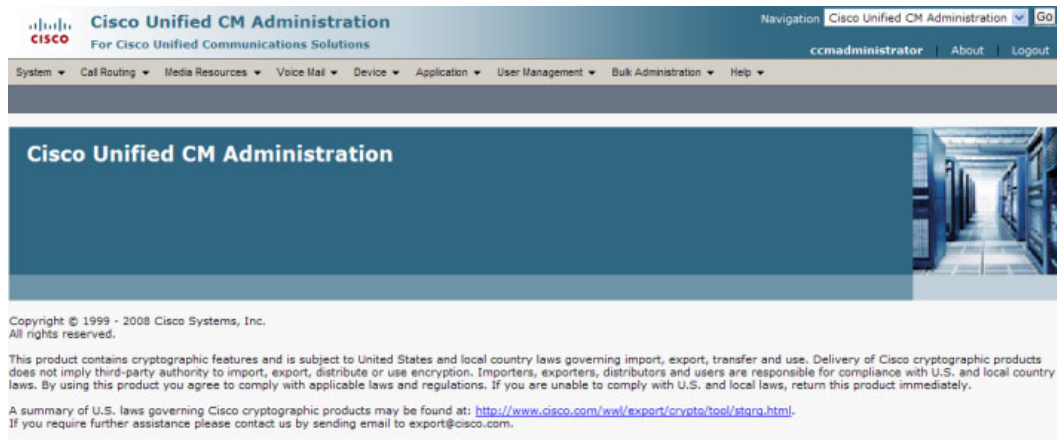 Cisco Unified CM Administration
For Cisco Unified Communications Solutions
CISCO
Navigation Cisco Unified CM Administration Go
ccmadministrator | About | Logout
System Call Routing Media Resources Voice Mail Device Application User Management Bulk Administration Help
Cisco Unified CM Administration
Copyright © 1999 - 2008 Cisco Systems, Inc.
All rights reserved.
This product contains cryptographic features and is subject to United States and local country laws governing import, export, transfer and use. Delivery of Cisco cryptographic products
does not imply third-party authority to import, export, distribute or use encryption. Importers, exporters, distributors and users are responsible for compliance with U.S. and local country
laws. By using this product you agree to comply with applicable laws and regulations. If you are unable to comply with U.S. and local laws, return this product immediately.
A summary of U.S. laws governing Cisco cryptographic products may be found at: http://www.cisco.com/wwl/export/crypto/tool/stqrg.html.
If you require further assistance please contact us by sending email to export@cisco.com.